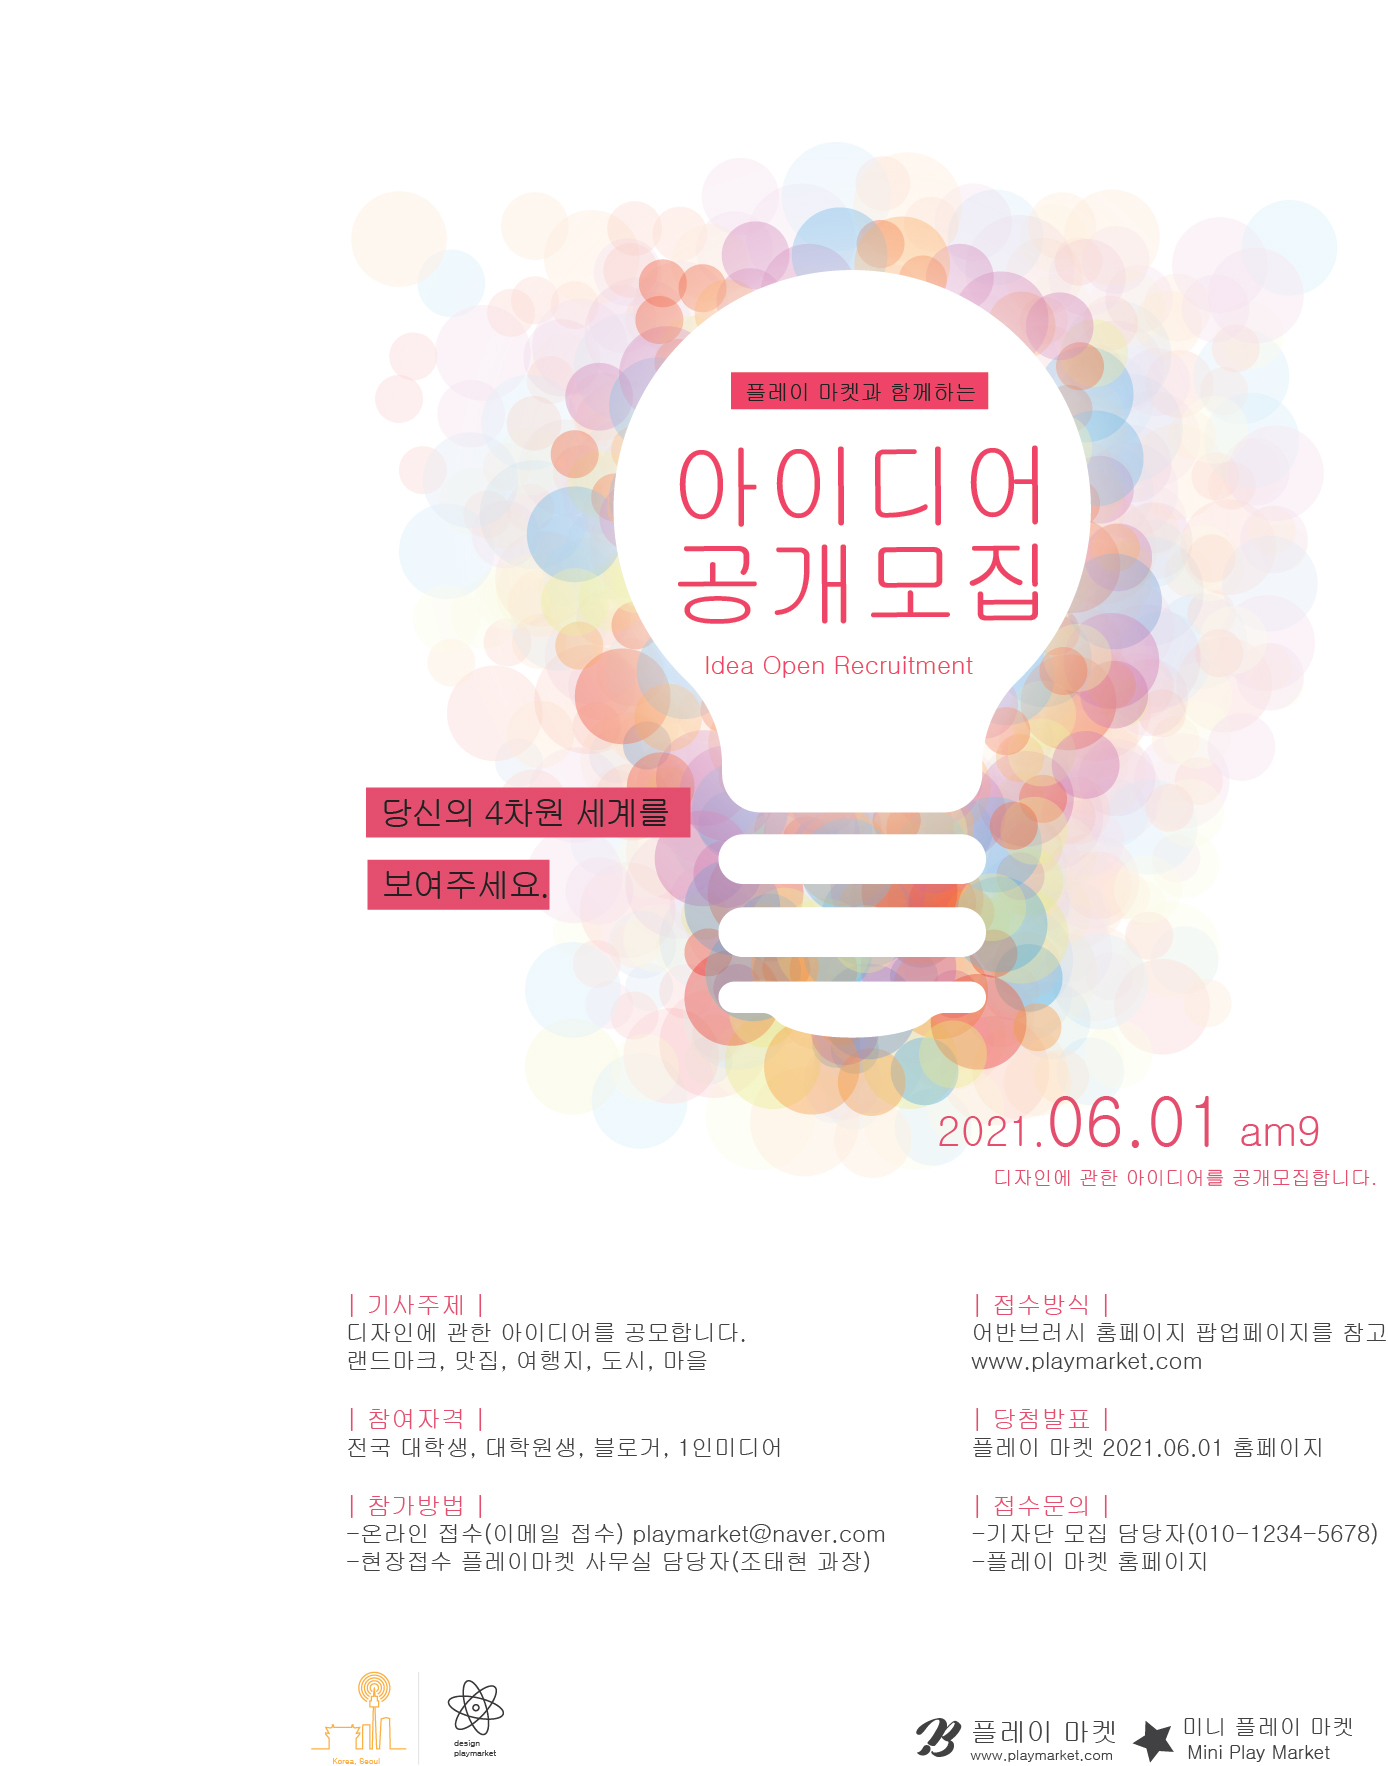 플레이 마켓과 함께하는
아이디어
공개모집
Idea Open Recruitment
당신의 4차원 세계를
보여주세요.
2021.06.01 am9
디자인에 관한 아이디어를 공개모집합니다.
| 기사주제 |
디자인에 관한 아이디어를 공모합니다.
랜드마크, 맛집, 여행지, 도시, 마을
| 참여자격 |
전국 대학생, 대학원생, 블로거, 1인미디어
| 참가방법 |
-온라인 접수(이메일 접수) playmarket@naver.com
-현장접수 플레이마켓 사무실 담당자(조태현 과장)
| 접수방식 |
어반브러시 홈페이지 팝업페이지를 참고
www.playmarket.com
| 당첨발표 |
플레이 마켓 2021.06.01 홈페이지
| 접수문의 |
-기자단 모집 담당자(010-1234-5678)
-플레이 마켓 홈페이지
Korea, Seoul
design
playmarket
B 플레이 마켓
www.playmarket.com
미니 플레이 마켓
Mini Play Market